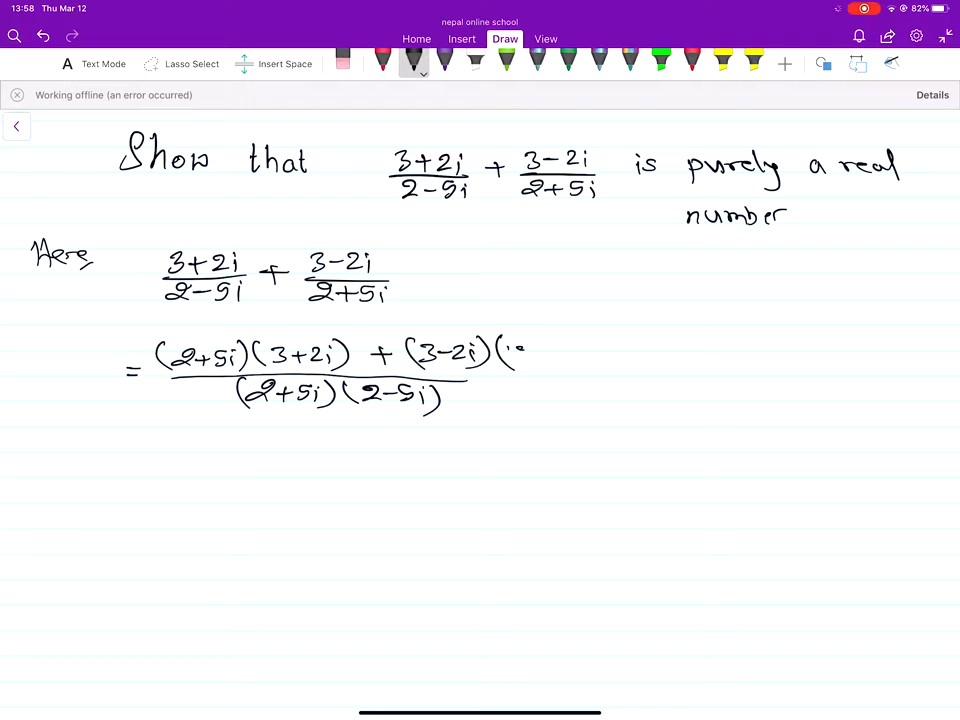 13:58 Thu Mar 12 82%
nepal online school
Home Insert Draw View
A Text Mode Lasso Select Insert Space
Working offline (an error occurred) Details
Show that (3+2i)/(2-5i) + (3-2i)/(2+5i) is purely a real
number
Here, (3+2i)/(2-5i) + (3-2i)/(2+5i)
= ((2+5i)(3+2i) + (3-2i)(
/((2+5i)(2-5i))